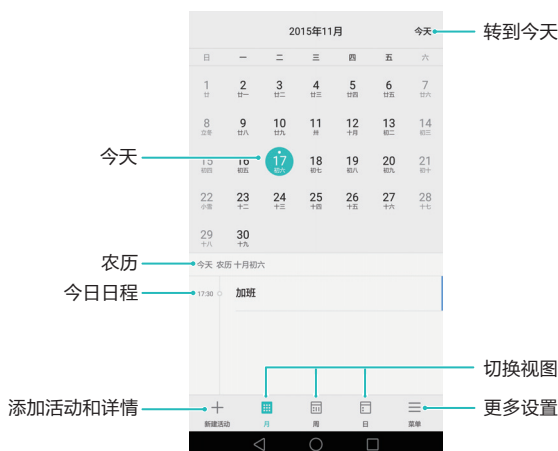 2015年11月 今天 转到今天
日 一 二 三 四 五 六
1 2 3 4 5 6 7
廿 廿一 廿二 廿三 廿四 廿五 廿六
8 9 10 11 12 13 14
立冬 廿八 廿九 卅 十月 初二 初三
今天
15 16 17 18 19 20 21
初四 初五 初六 初七 初八 初九 初十
22 23 24 25 26 27 28
小雪 十二 十三 十四 十五 十六 十七
29 30
十八 十九
农历 今天 农历 十月初六
今日日程 17:30 加班
切换视图
添加活动和详情 更多设置
新建活动 月 周 日 菜单